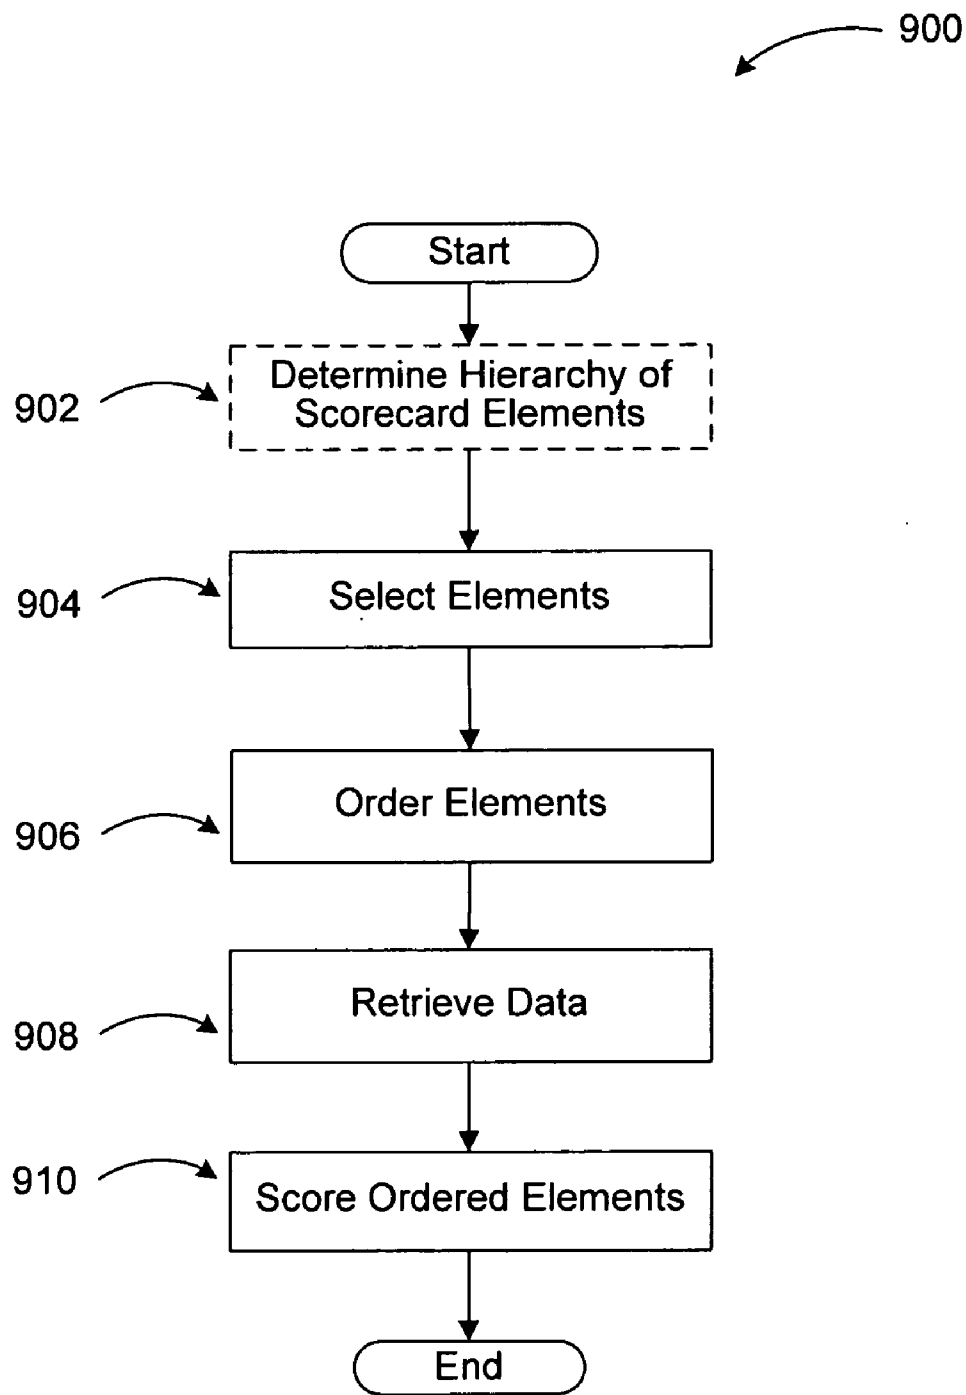 900
Start
902
Determine Hierarchy of
Scorecard Elements
904
Select Elements
906
Order Elements
908
Retrieve Data
910
Score Ordered Elements
End